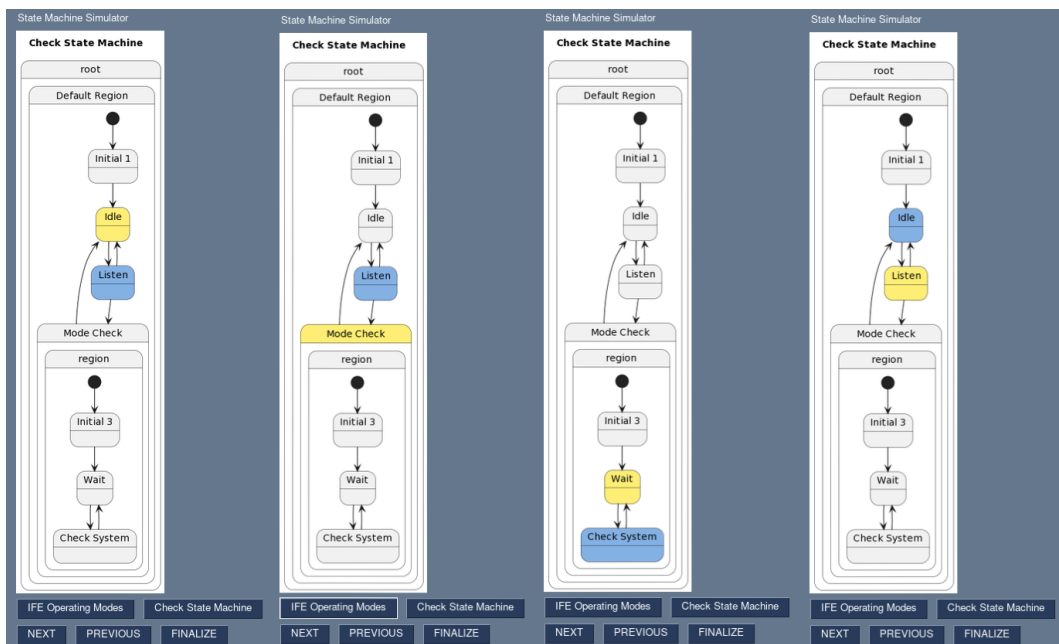 State Machine Simulator
Check State Machine
root
Default Region
Initial 1
Idle
Listen
Mode Check
region
Initial 3
Wait
Check System
IFE Operating Modes
Check State Machine
NEXT
PREVIOUS
FINALIZE
State Machine Simulator
Check State Machine
root
Default Region
Initial 1
Idle
Listen
Mode Check
region
Initial 3
Wait
Check System
IFE Operating Modes
Check State Machine
NEXT
PREVIOUS
FINALIZE
State Machine Simulator
Check State Machine
root
Default Region
Initial 1
Idle
Listen
Mode Check
region
Initial 3
Wait
Check System
IFE Operating Modes
Check State Machine
NEXT
PREVIOUS
FINALIZE
State Machine Simulator
Check State Machine
root
Default Region
Initial 1
Idle
Listen
Mode Check
region
Initial 3
Wait
Check System
IFE Operating Modes
Check State Machine
NEXT
PREVIOUS
FINALIZE